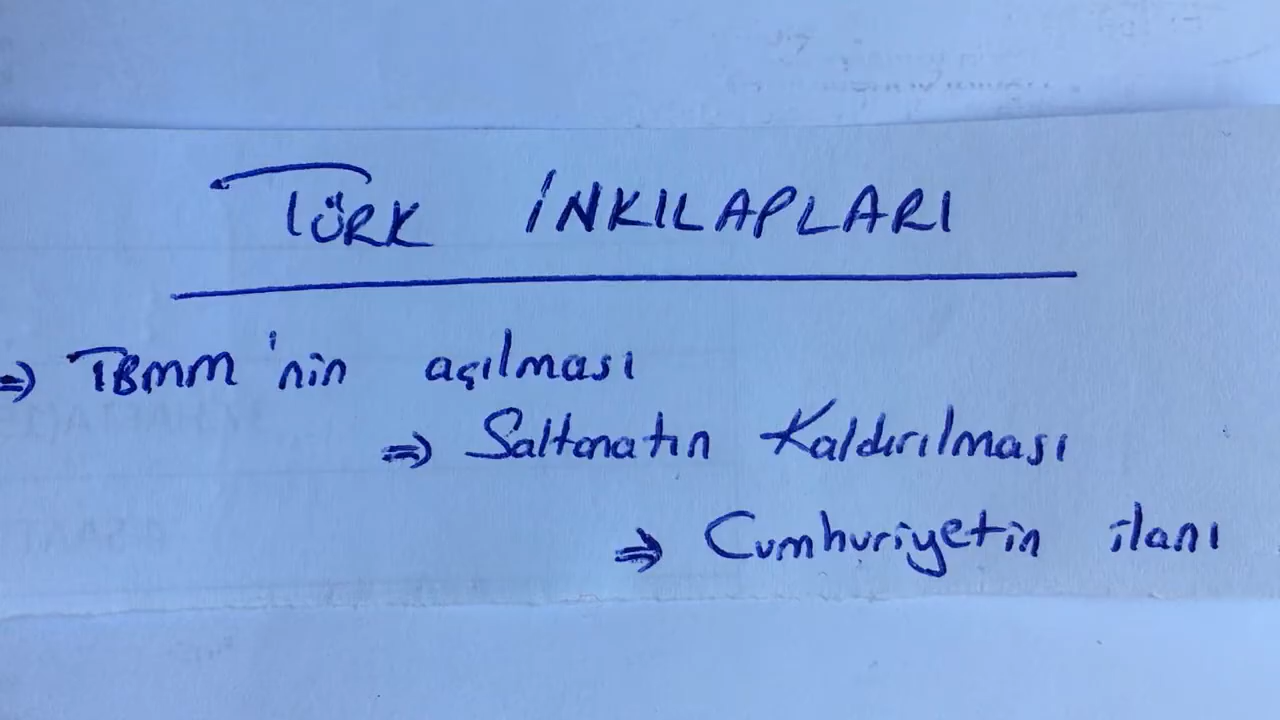 TÜRK İNKILAPLARI
⇒ TBMM'nin açılması
⇒ Saltanatın Kaldırılması
⇒ Cumhuriyetin ilanı